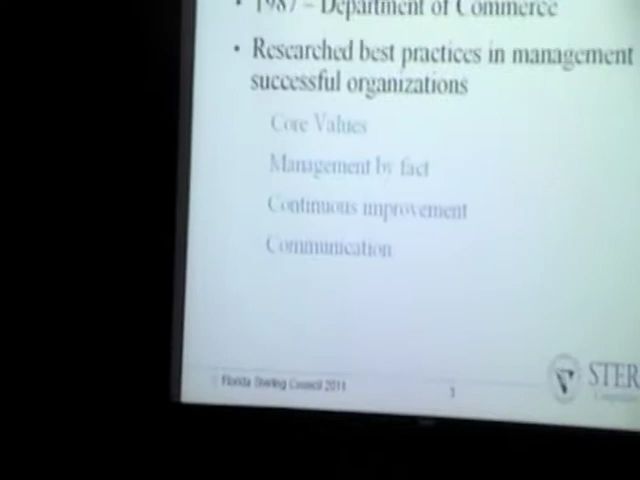 • 1987 – Department of Commerce
• Researched best practices in management
successful organizations
Core Values
Management by fact
Continuous improvement
Communication
Florida Sterling Council 2011
3
STER